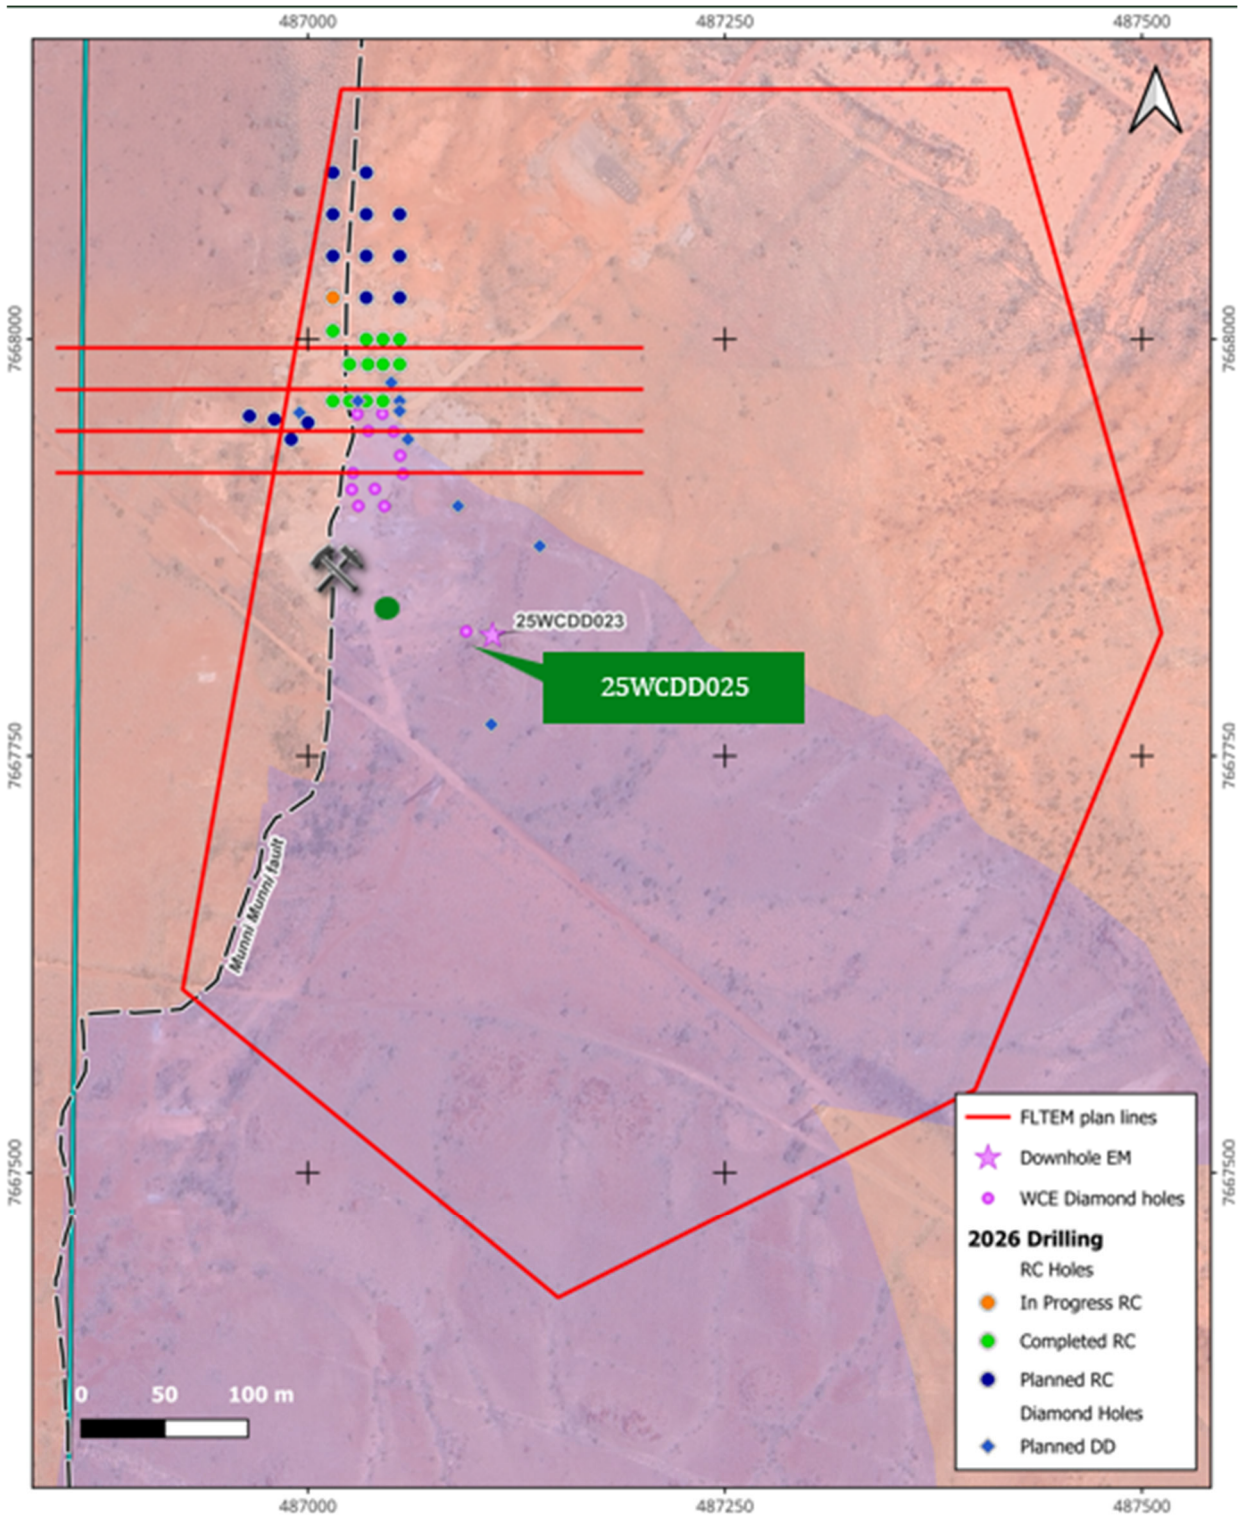 487000
487250
487500
7668000
7668000
25WCDD023
25WCDD025
7667750
7667750
Munni Munni fault
7667500
7667500
FLTEM plan lines
Downhole EM
WCE Diamond holes
2026 Drilling
RC Holes
In Progress RC
Completed RC
Planned RC
Diamond Holes
Planned DD
0 50 100 m
487000
487250
487500